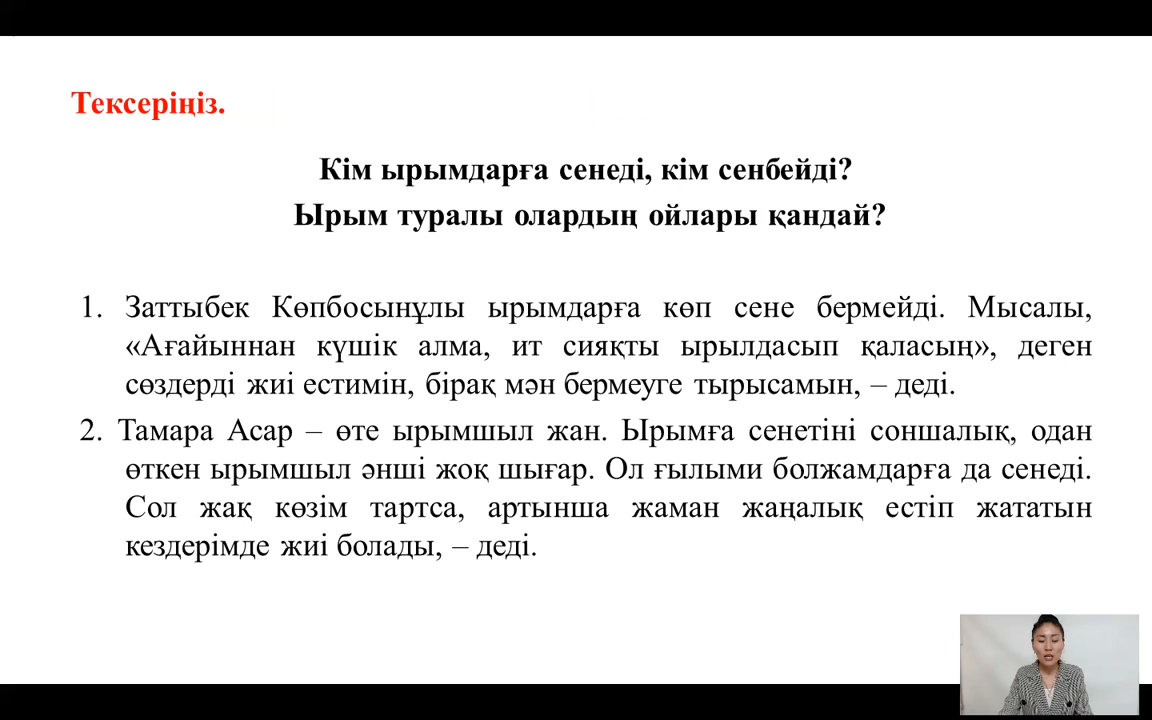 Тексеріңіз.
Кім ырымдарға сенеді, кім сенбейді?
Ырым туралы олардың ойлары қандай?
1. Заттыбек Көпбосынұлы ырымдарға көп сене бермейді. Мысалы,
«Ағайыннан күшік алма, ит сияқты ырылдасып қаласың», деген
сөздерді жиі естимін, бірақ мән бермеуге тырысамын, – деді.
2. Тамара Асар – өте ырымшыл жан. Ырымға сенетіні соншалық, одан
өткен ырымшыл әнші жоқ шығар. Ол ғылыми болжамдарға да сенеді.
Сол жақ көзім тартса, артынша жаман жаңалық естіп жататын
кездерімде жиі болады, – деді.